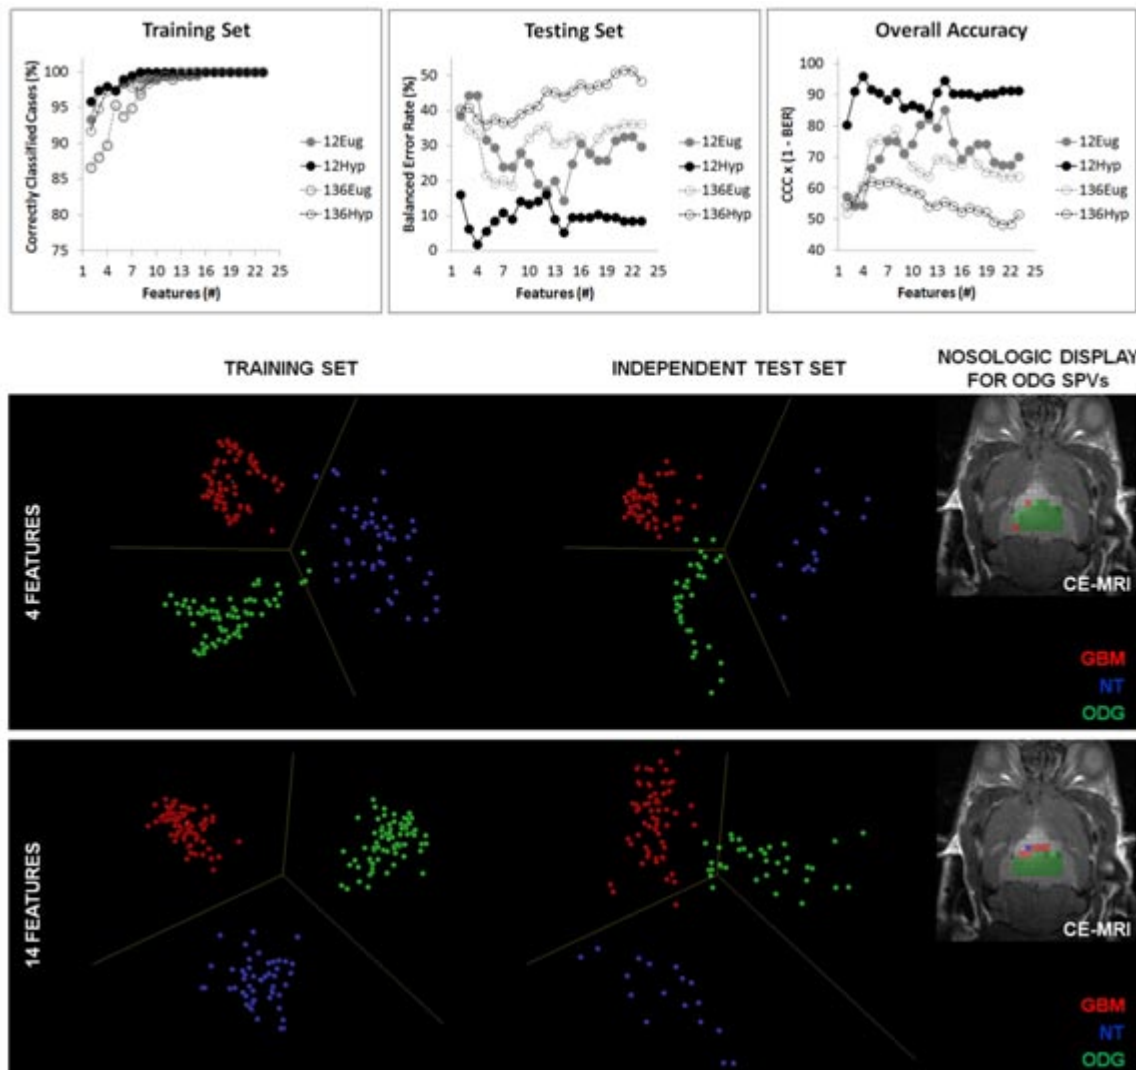 Training Set
Correctly Classified Cases (%)
100
95
90
85
80
75
1 4 7 10 13 16 19 22 25
Features (#)
12Eug
12Hyp
136Eug
136Hyp
Testing Set
Balanced Error Rate (%)
50
40
30
20
10
0
1 4 7 10 13 16 19 22 25
Features (#)
12Eug
12Hyp
136Eug
136Hyp
Overall Accuracy
CCC x (1 - BER)
100
90
80
70
60
50
40
1 4 7 10 13 16 19 22 25
Features (#)
12Eug
12Hyp
136Eug
136Hyp
TRAINING SET
INDEPENDENT TEST SET
NOSOLOGIC DISPLAY
FOR ODG SPVs
4 FEATURES
CE-MRI
GBM
NT
ODG
14 FEATURES
CE-MRI
GBM
NT
ODG